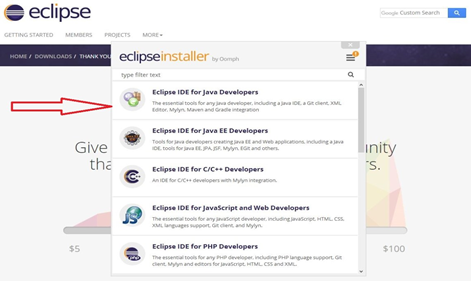 eclipse
Google Custom Search
GETTING STARTED MEMBERS PROJECTS MORE
HOME / DOWNLOADS / THANK YOU
eclipseinstaller by Oomph
type filter text
Eclipse IDE for Java Developers
The essential tools for any Java developer, including a Java IDE, a Git client, XML
Editor, Mylyn, Maven and Gradle integration
Eclipse IDE for Java EE Developers
Tools for Java developers creating Java EE and Web applications, including a Java
IDE, tools for Java EE, JPA, JSF, Mylyn, EGit and others.
Eclipse IDE for C/C++ Developers
An IDE for C/C++ developers with Mylyn integration.
Eclipse IDE for JavaScript and Web Developers
The essential tools for any JavaScript developer, including JavaScript, HTML, CSS,
XML languages support, Git client, and Mylyn.
Eclipse IDE for PHP Developers
The essential tools for any PHP developer, including PHP language support, Git
client, Mylyn and editors for JavaScript, HTML, CSS and XML.
Give
$5
$100